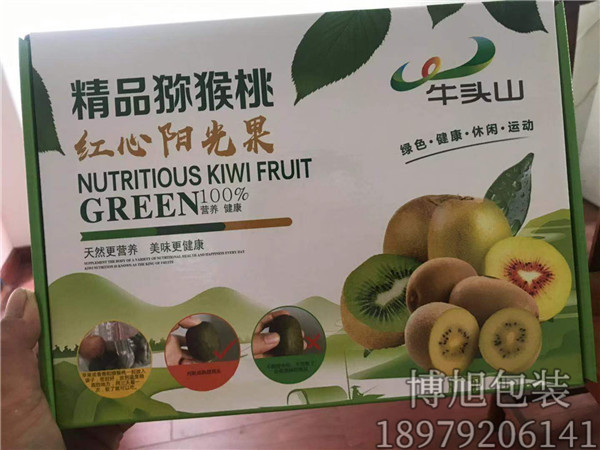 精品猕猴桃
牛头山
红心阳光果
绿色·健康·休闲·运动
NUTRITIOUS KIWI FRUIT
GREEN 100%
营养 健康
天然更营养 美味更健康
博旭包装
18979206141